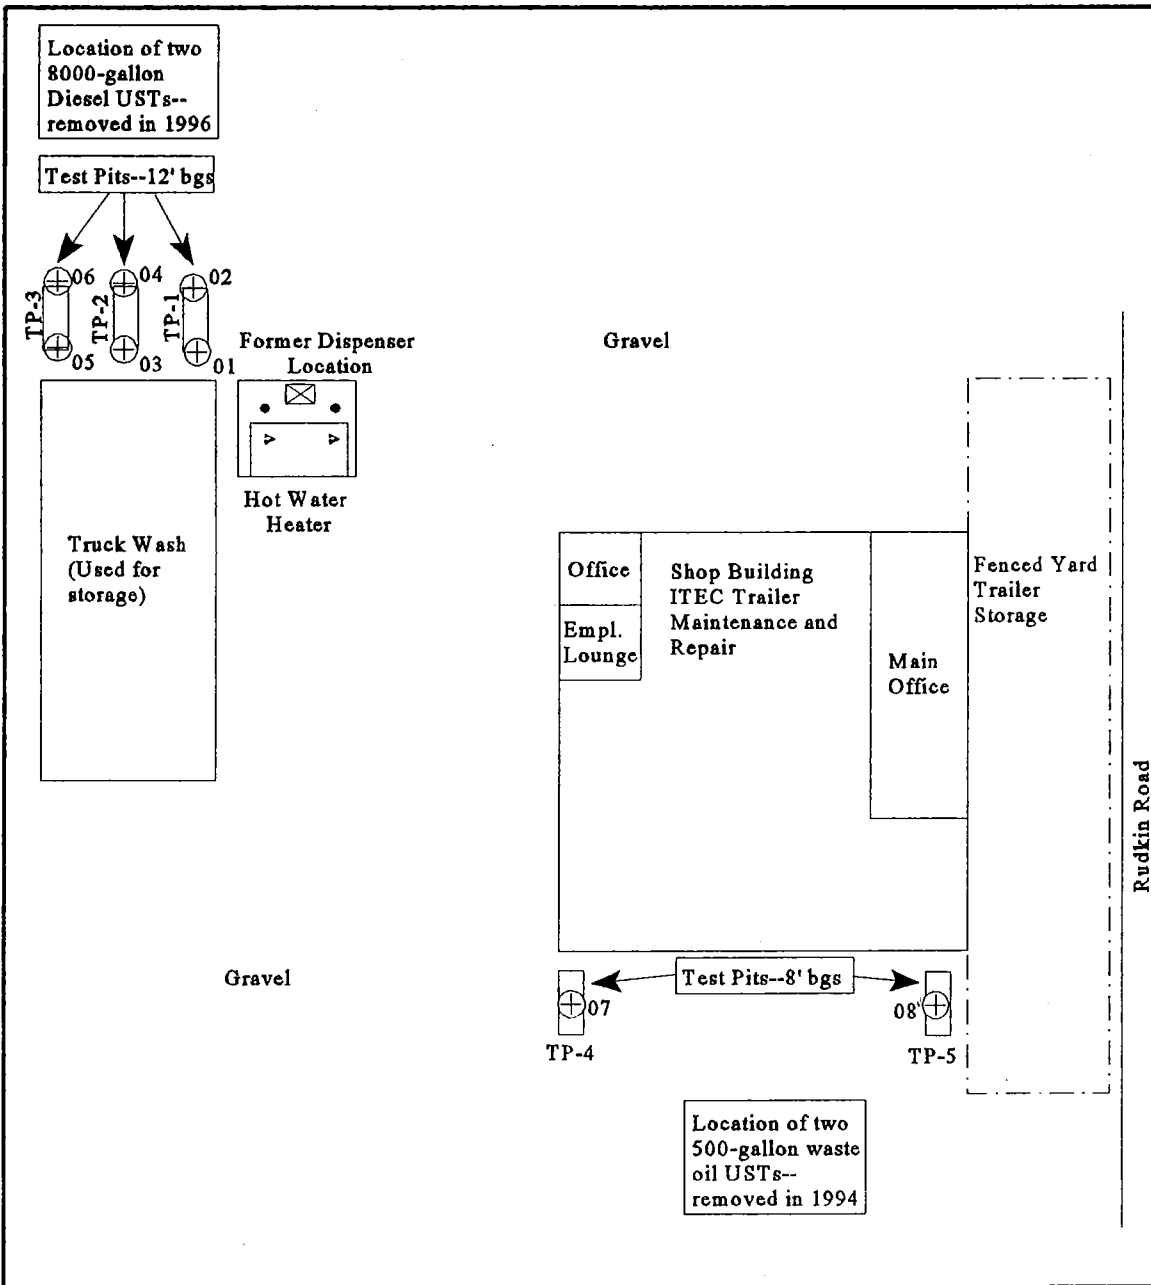 Location of two
8000-gallon
Diesel USTs--
removed in 1996
Test Pits--12' bgs
06
04
02
TP-3
TP-2
TP-1
05
03
01
Former Dispenser
Location
Gravel
Hot Water
Heater
Truck Wash
(Used for
storage)
Office
Empl.
Lounge
Shop Building
ITEC Trailer
Maintenance and
Repair
Main
Office
Fenced Yard
Trailer
Storage
Rudkin Road
Gravel
Test Pits--8' bgs
07
08
TP-4
TP-5
Location of two
500-gallon waste
oil USTs--
removed in 1994